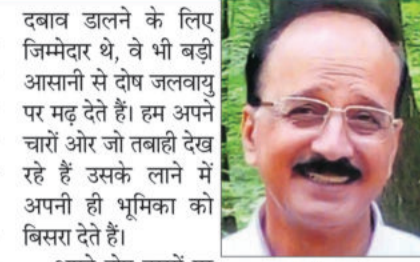 दबाव डालने के लिए
जिम्मेदार थे, वे भी बड़ी
आसानी से दोष जलवायु
पर मढ़ देते हैं। हम अपने
चारों ओर जो तबाही देख
रहे हैं उसके लाने में
अपनी ही भूमिका को
बिसरा देते हैं।